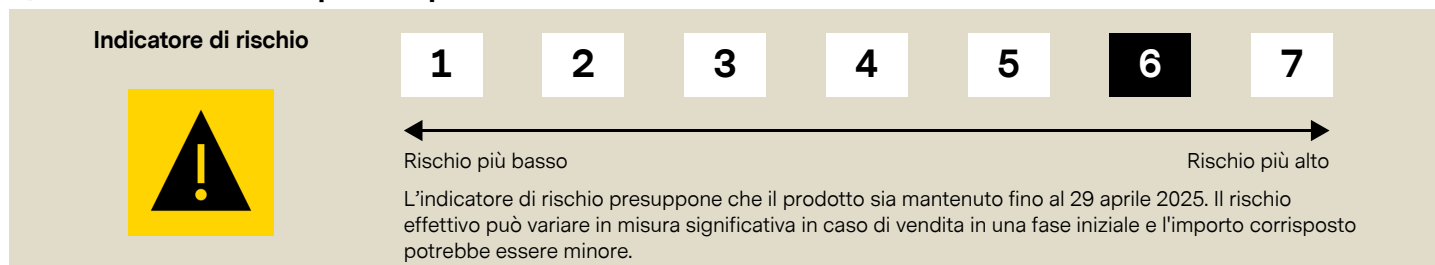 Indicatore di rischio
1 2 3 4 5 6 7
Rischio più basso Rischio più alto
L'indicatore di rischio presuppone che il prodotto sia mantenuto fino al 29 aprile 2025. Il rischio
effettivo può variare in misura significativa in caso di vendita in una fase iniziale e l'importo corrisposto
potrebbe essere minore.